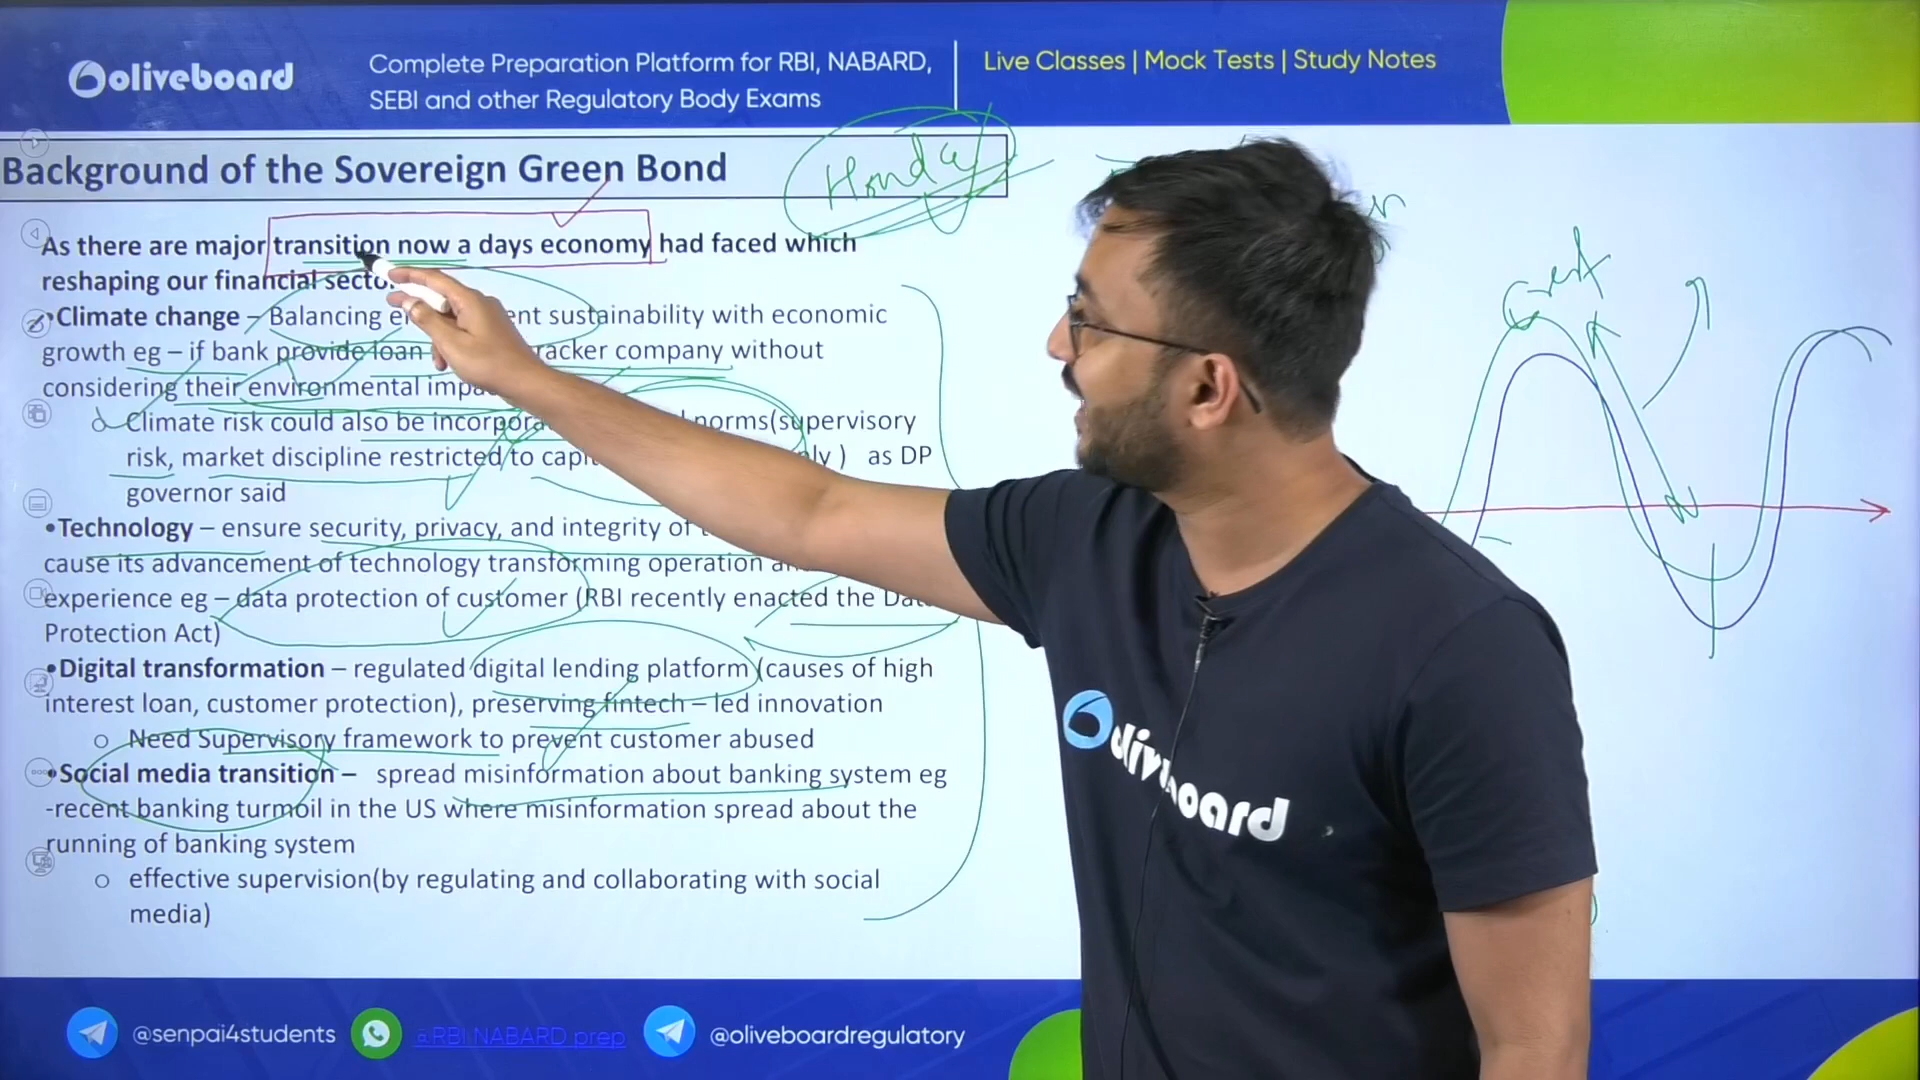 oliveboard
Complete Preparation Platform for RBI, NABARD,
SEBI and other Regulatory Body Exams
Live Classes | Mock Tests | Study Notes
Background of the Sovereign Green Bond
Honda
As there are major transition now a days economy had faced which
reshaping our financial
•Climate change – Balancing sustainability with economic
growth eg – if bank provide loan company without
considering their environmental
o Climate risk could also be norms(supervisory
risk, market discipline restricted to ) as DP
governor said
•Technology – ensure security, privacy, and integrity of
cause its advancement of technology transforming operation
experience eg – data protection of customer (RBI recently enacted the
Protection Act)
•Digital transformation – regulated digital lending platform (causes of high
interest loan, customer protection), preserving fintech – led innovation
o Need Supervisory framework to prevent customer abused
•Social media transition – spread misinformation about banking system eg
-recent banking turmoil in the US where misinformation spread about the
running of banking system
o effective supervision(by regulating and collaborating with social
media)
Crest
oliveboard
@senpai4students
@RBI NABARD prep
@oliveboardregulatory